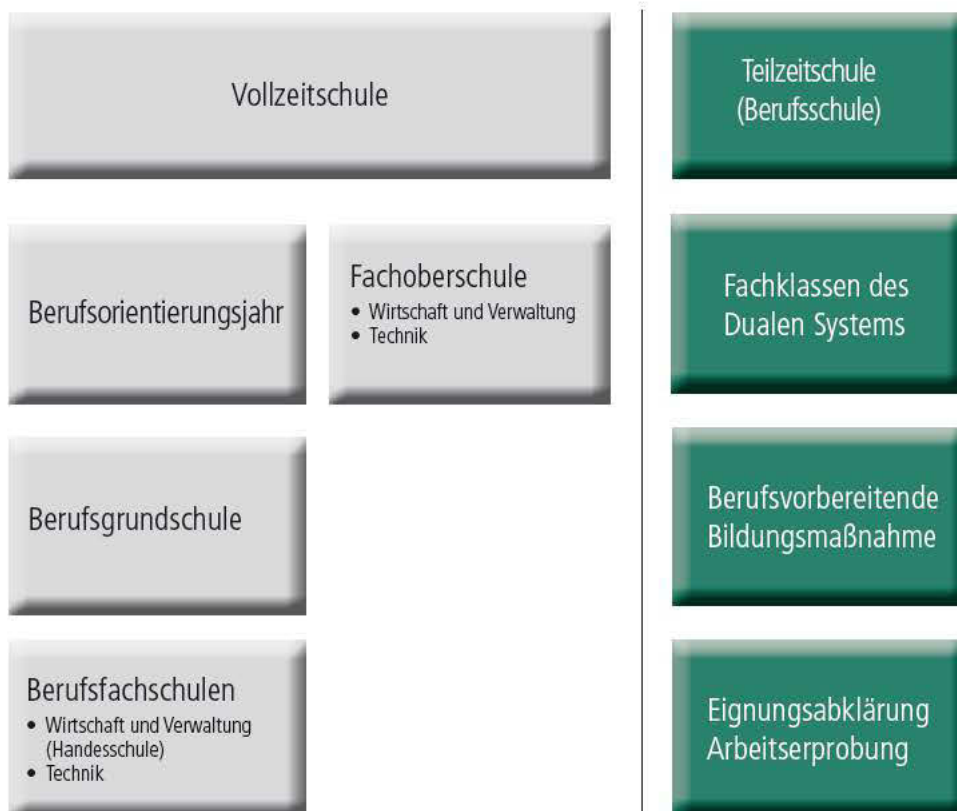 Vollzeitschule
Teilzeitschule
(Berufsschule)
Berufsorientierungsjahr
Fachoberschule
• Wirtschaft und Verwaltung
• Technik
Fachklassen des
Dualen Systems
Berufsgrundschule
Berufsvorbereitende
Bildungsmaßnahme
Berufsfachschulen
• Wirtschaft und Verwaltung
(Handesschule)
• Technik
Eignungsabklärung
Arbeitserprobung